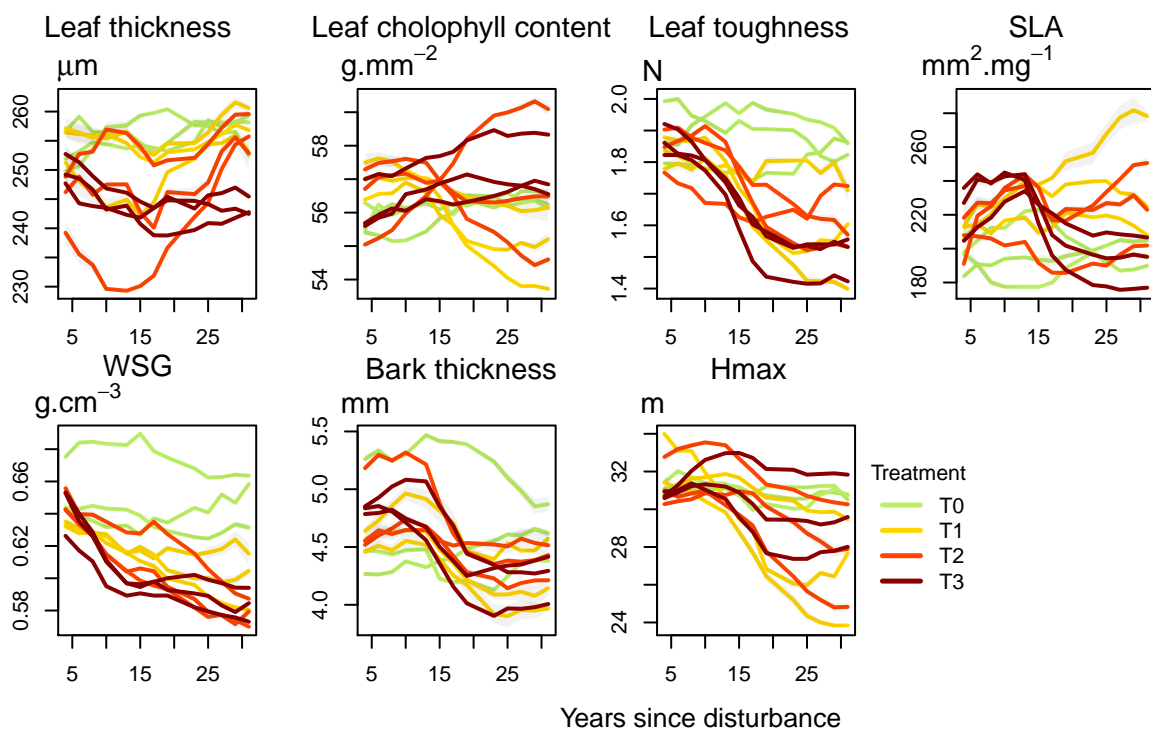 Leaf thickness
μm
230 240 250 260
5 15 25
Leaf cholophyll content
g.mm⁻²
54 56 58
5 15 25
Leaf toughness
N
1.4 1.6 1.8 2.0
5 15 25
SLA
mm².mg⁻¹
180 220 260
5 15 25
WSG
g.cm⁻³
0.58 0.62 0.66
5 15 25
Bark thickness
mm
4.0 4.5 5.0 5.5
5 15 25
Hmax
m
24 28 32
5 15 25
Treatment
T0
T1
T2
T3
Years since disturbance